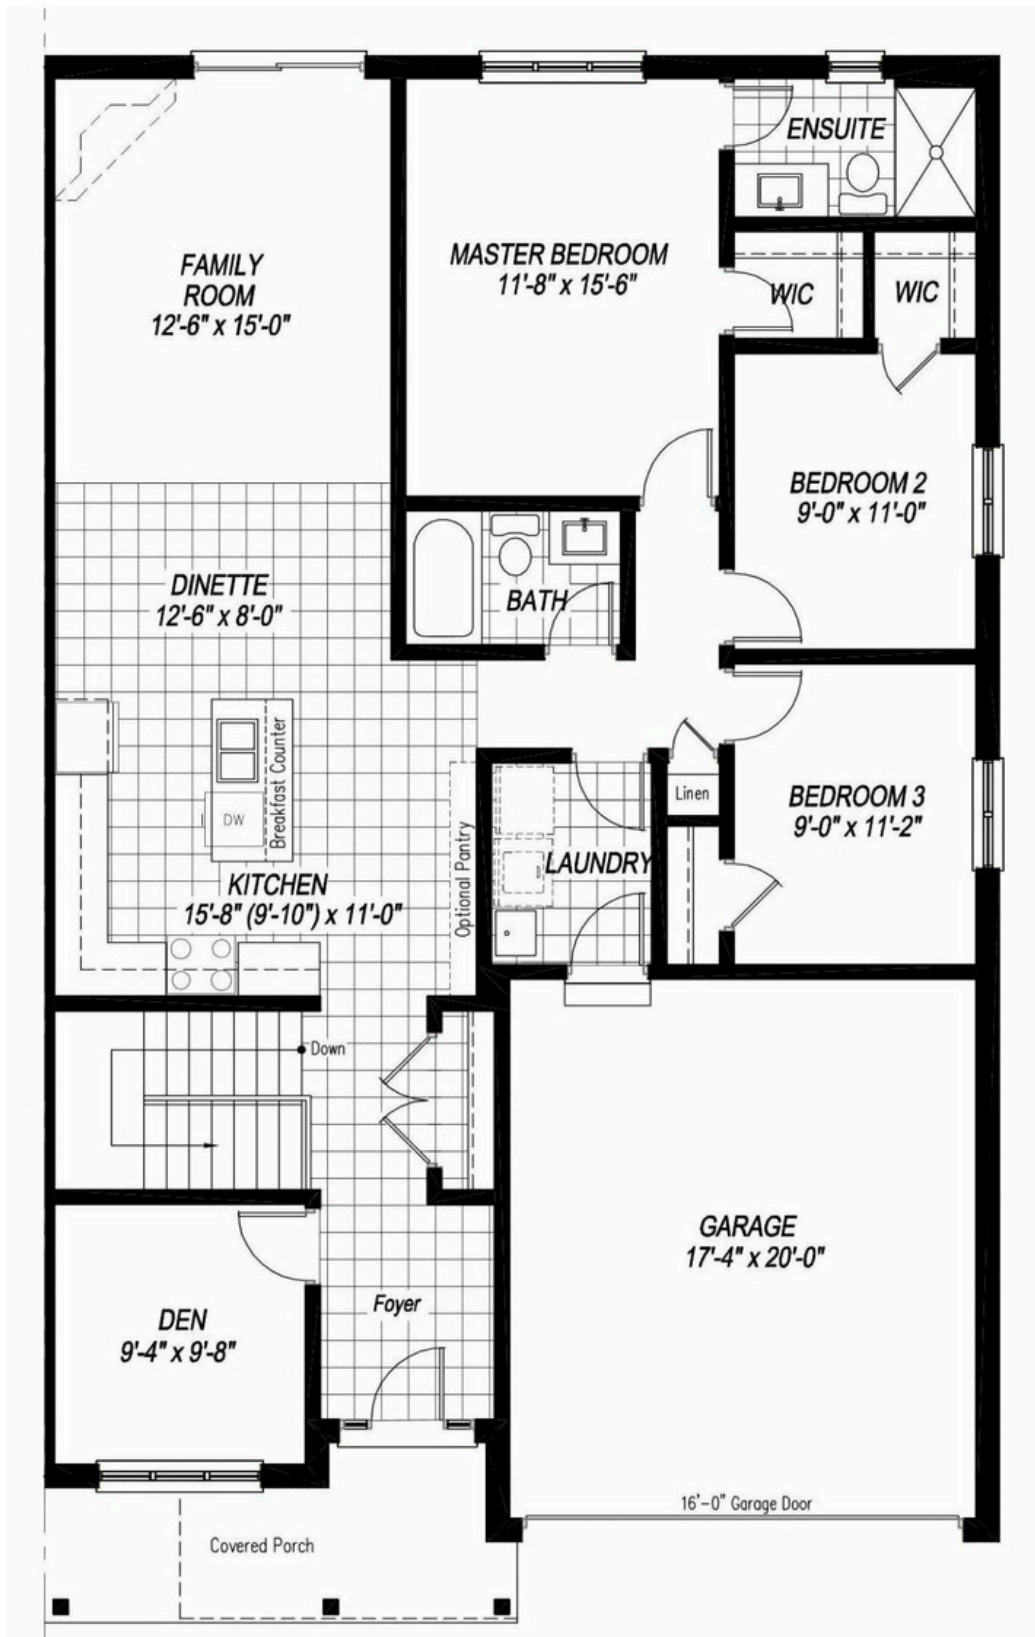 ENSUITE
FAMILY
ROOM
12'-6" x 15'-0"
MASTER BEDROOM
11'-8" x 15'-6"
WIC
WIC
BEDROOM 2
9'-0" x 11'-0"
DINETTE
12'-6" x 8'-0"
BATH
Breakfast Counter
DW
Optional Pantry
Linen
BEDROOM 3
9'-0" x 11'-2"
LAUNDRY
KITCHEN
15'-8" (9'-10") x 11'-0"
Down
GARAGE
17'-4" x 20'-0"
Foyer
DEN
9'-4" x 9'-8"
16'-0" Garage Door
Covered Porch